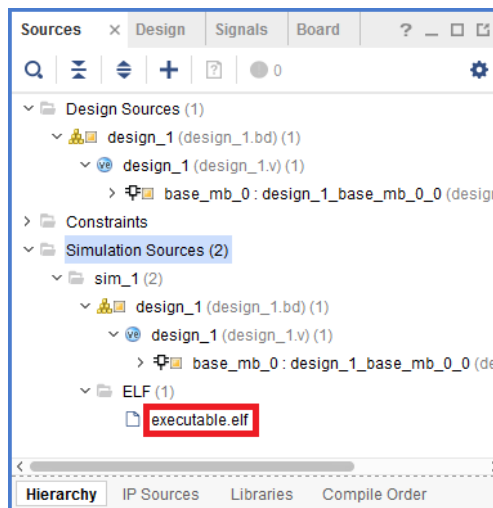 Sources × Design Signals Board ? _
0
Design Sources (1)
design_1 (design_1.bd) (1)
design_1 (design_1.v) (1)
base_mb_0 : design_1_base_mb_0_0 (design
Constraints
Simulation Sources (2)
sim_1 (2)
design_1 (design_1.bd) (1)
design_1 (design_1.v) (1)
base_mb_0 : design_1_base_mb_0_0 (de
ELF (1)
executable.elf
Hierarchy IP Sources Libraries Compile Order